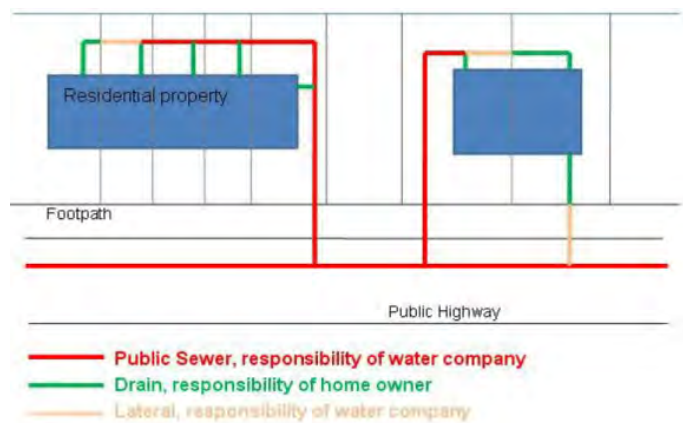 Residential property
Footpath
Public Highway
Public Sewer, responsibility of water company
Drain, responsibility of home owner
Lateral, responsibility of water company